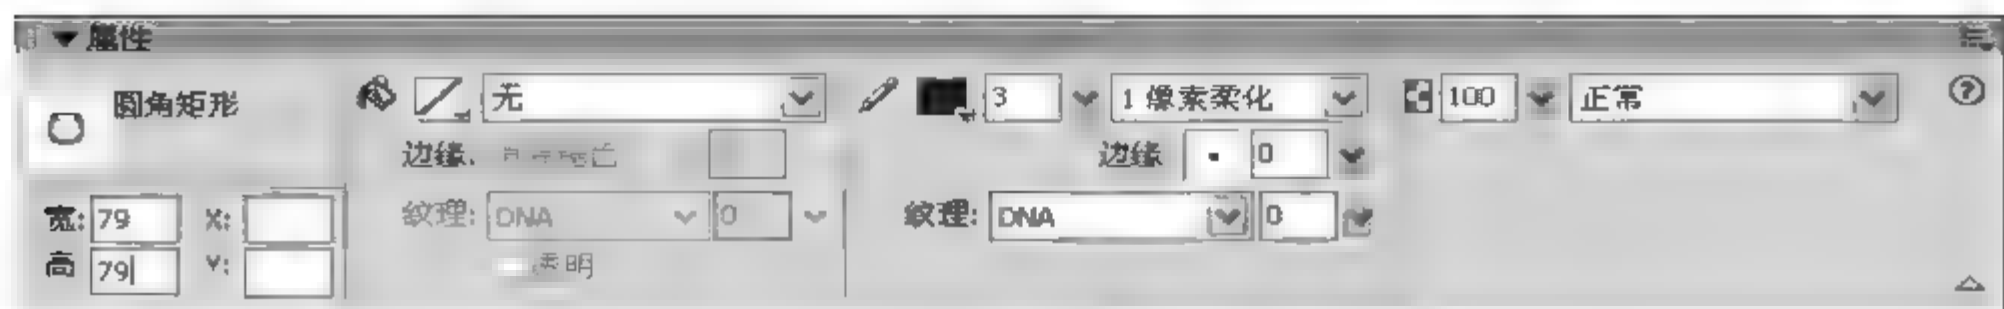 属性
圆角矩形 无 3 1 像素柔化 100 正常 ?
边缘: 边缘 0
宽: 79 X: 纹理: DNA 0 纹理: DNA 0
高 79 Y: 透明